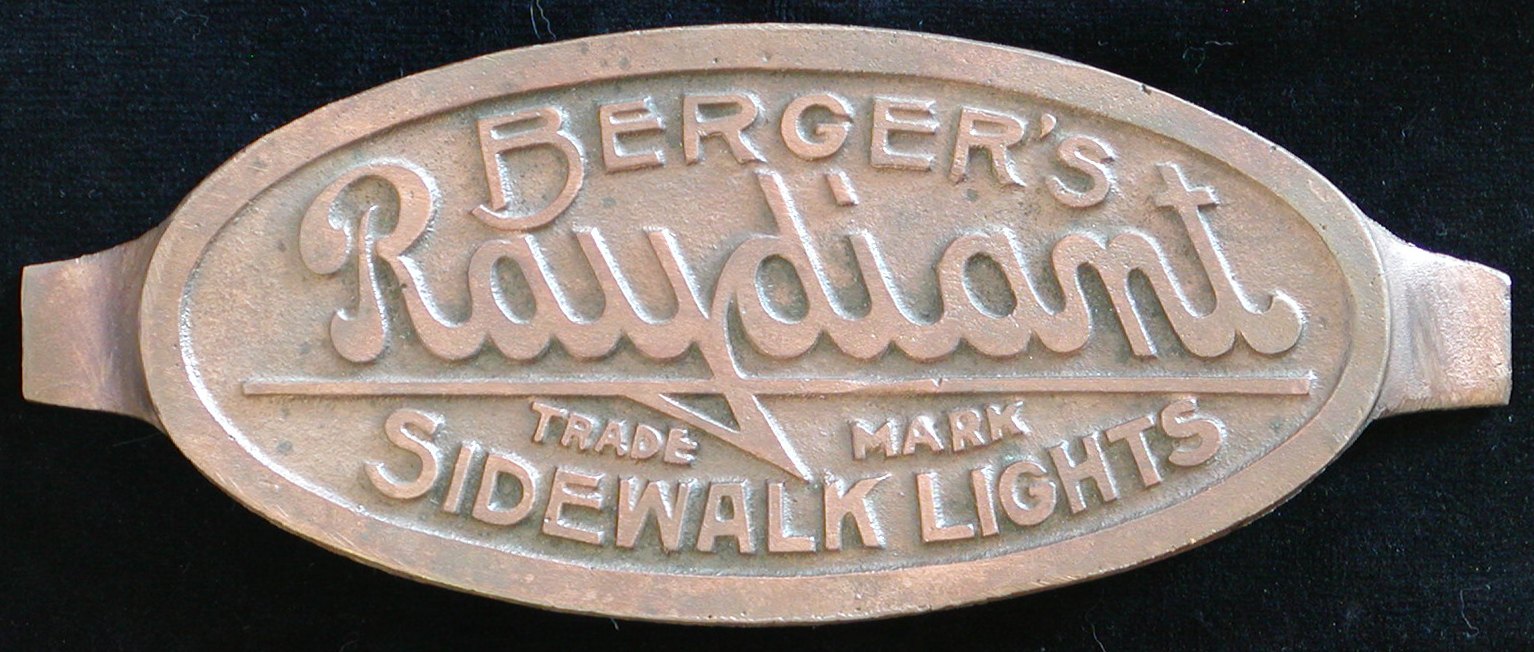 BERGER'S
Raydiant
TRADE MARK
SIDEWALK LIGHTS